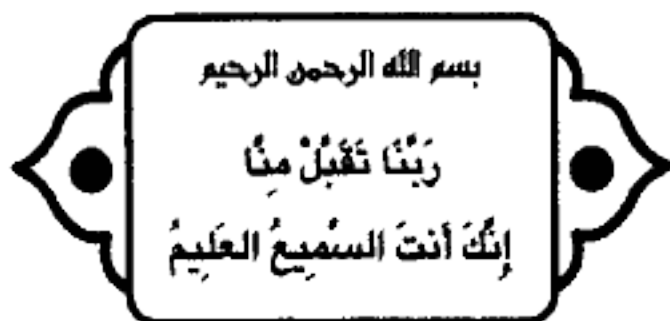 بسم الله الرحمن الرحيم
رَبَّنَا تَقَبَّلْ مِنَّا
إِنَّكَ أَنتَ السَّمِيعُ العَلِيمُ